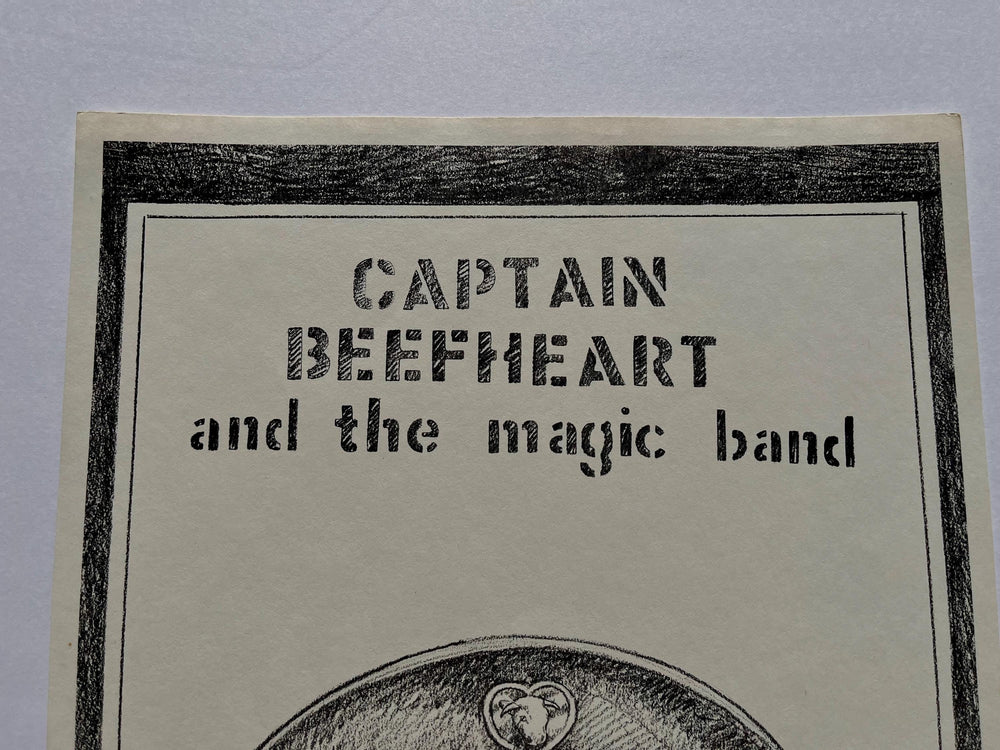 CAPTAIN
BEEFHEART
and the magic band